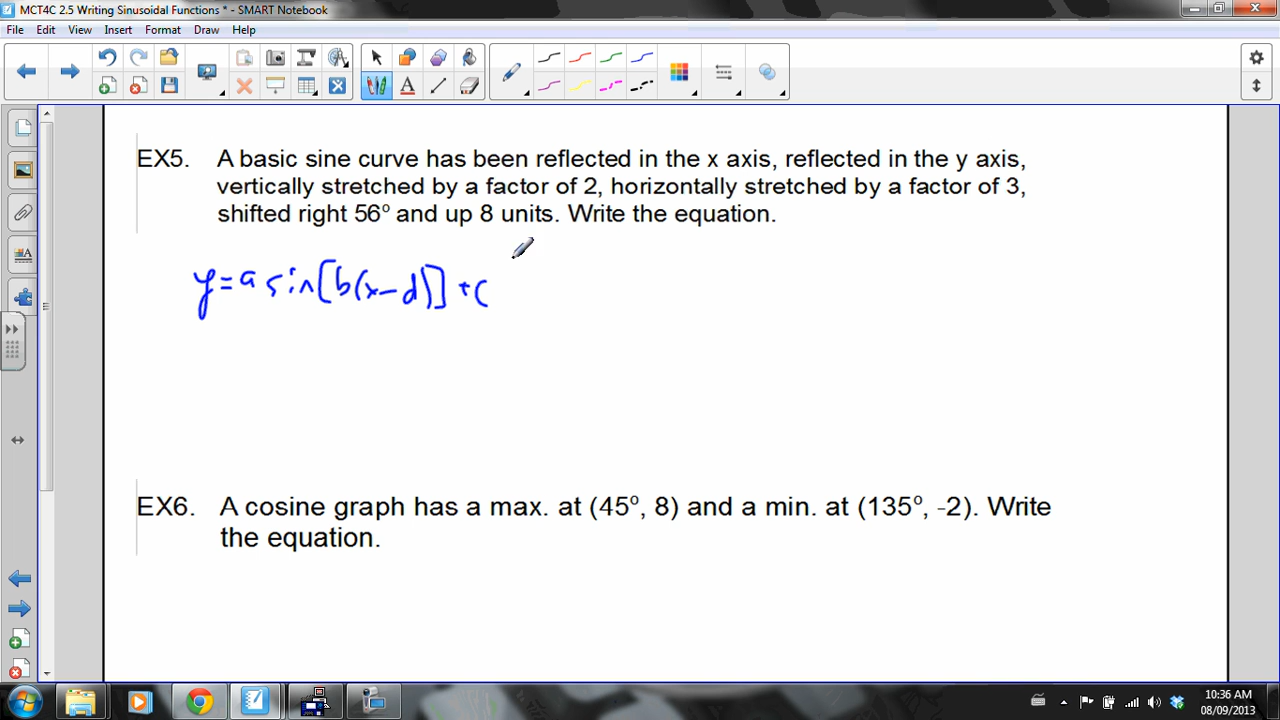 MCT4C 2.5 Writing Sinusoidal Functions * - SMART Notebook
File Edit View Insert Format Draw Help
EX5. A basic sine curve has been reflected in the x axis, reflected in the y axis,
vertically stretched by a factor of 2, horizontally stretched by a factor of 3,
shifted right 56° and up 8 units. Write the equation.
y = a sin[b(x-d)] + c
EX6. A cosine graph has a max. at (45°, 8) and a min. at (135°, -2). Write
the equation.
10:36 AM
08/09/2013